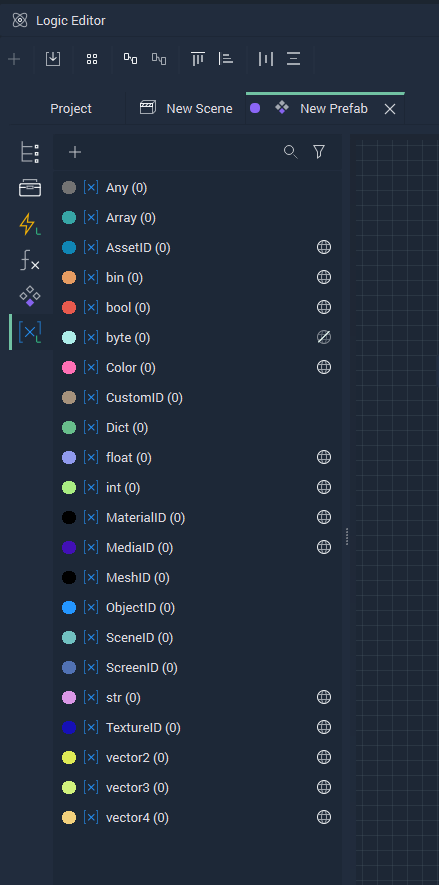 Logic Editor
Project New Scene New Prefab
Any (0)
Array (0)
AssetID (0)
bin (0)
bool (0)
byte (0)
Color (0)
CustomID (0)
Dict (0)
float (0)
int (0)
MaterialID (0)
MediaID (0)
MeshID (0)
ObjectID (0)
SceneID (0)
ScreenID (0)
str (0)
TextureID (0)
vector2 (0)
vector3 (0)
vector4 (0)